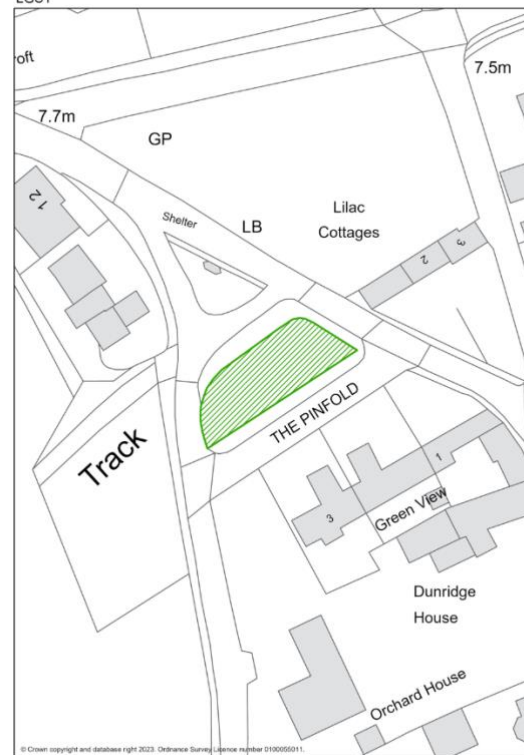 roft
7.5m
7.7m
GP
12
Shelter
LB
Lilac
Cottages
3
2
Track
THE PINFOLD
1
3
Green View
Dunridge
House
Orchard House
© Crown copyright and database right 2023. Ordnance Survey Licence number 0100055011.